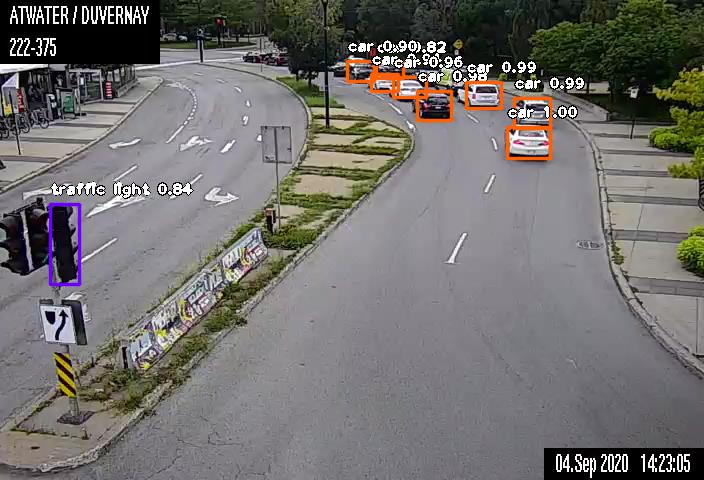 ATWATER / DUVERNAY
222-375
car 0.90
0.82
car 0.96
car 0.98
car 0.99
car 0.99
car 1.00
traffic light 0.84
04.Sep 2020 14:23:05